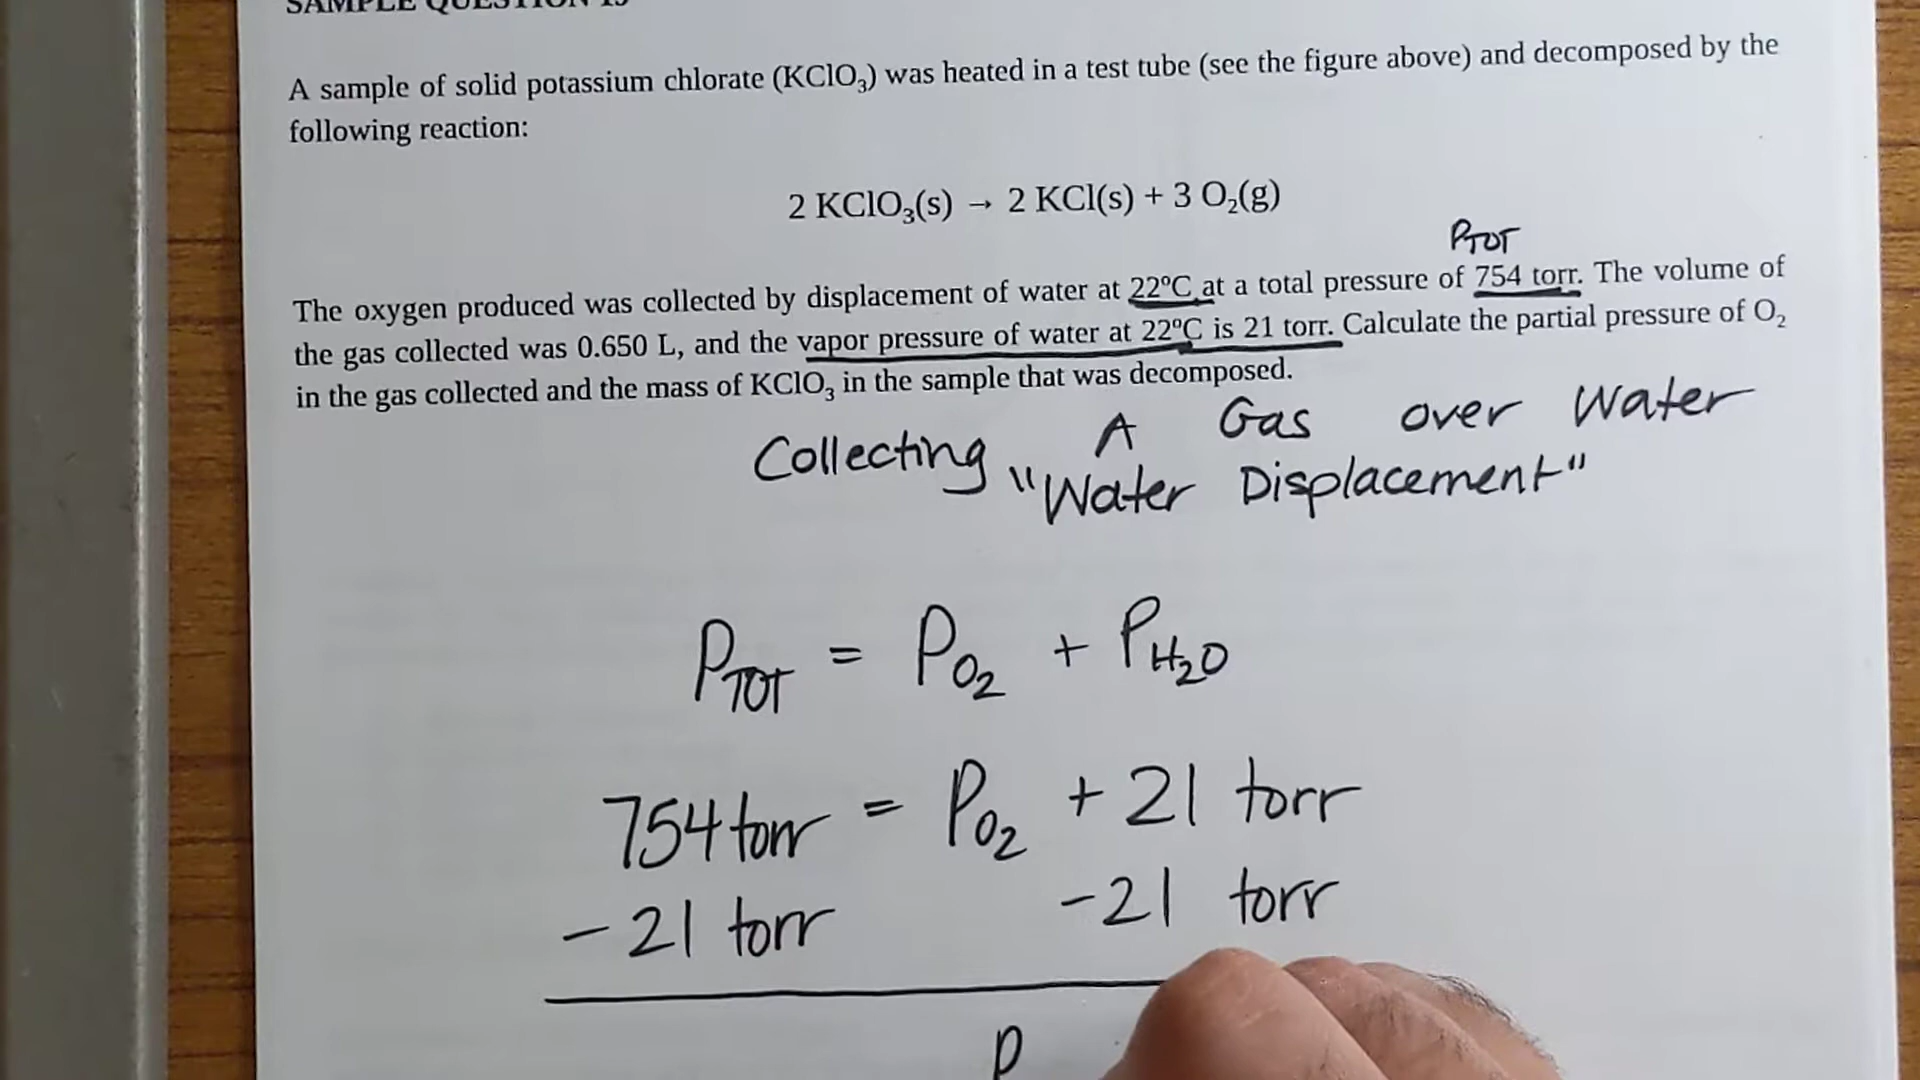 SAMPLE QUESTION 15
A sample of solid potassium chlorate (KClO₃) was heated in a test tube (see the figure above) and decomposed by the
following reaction:
2 KClO₃(s) → 2 KCl(s) + 3 O₂(g)
PTOT
The oxygen produced was collected by displacement of water at 22ºC at a total pressure of 754 torr. The volume of
the gas collected was 0.650 L, and the vapor pressure of water at 22ºC is 21 torr. Calculate the partial pressure of O₂
in the gas collected and the mass of KClO₃ in the sample that was decomposed.
Collecting A Gas over Water
"Water Displacement"
PTOT = PO₂ + PH₂O
754 torr = PO₂ + 21 torr
- 21 torr - 21 torr
P